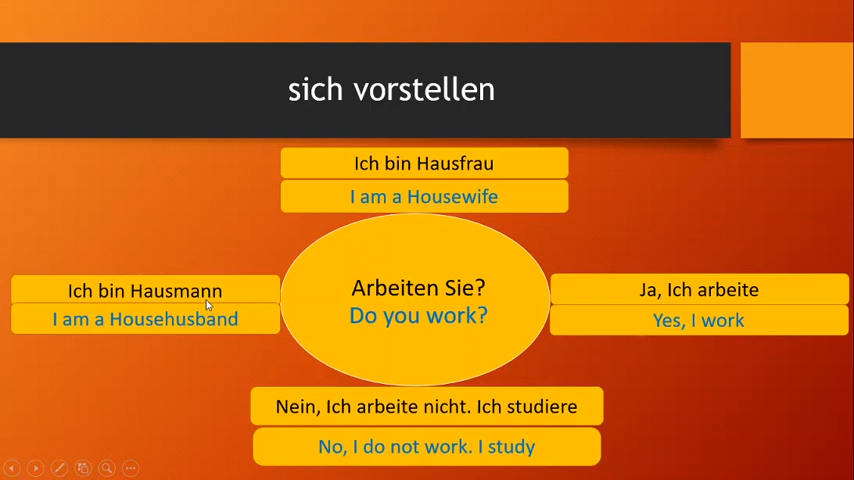 sich vorstellen
Ich bin Hausfrau
I am a Housewife
Ich bin Hausmann
I am a Househusband
Arbeiten Sie?
Do you work?
Ja, Ich arbeite
Yes, I work
Nein, Ich arbeite nicht. Ich studiere
No, I do not work. I study